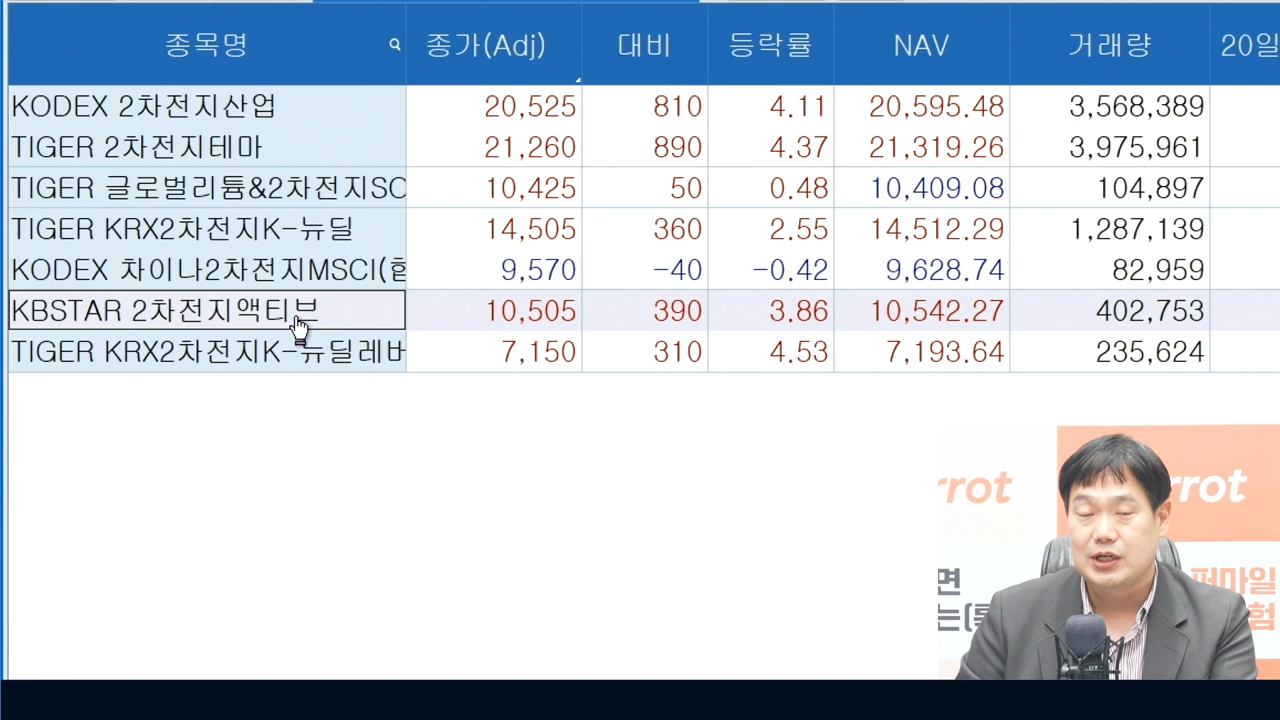 종목명 종가(Adj) 대비 등락률 NAV 거래량 20일
KODEX 2차전지산업 20,525 810 4.11 20,595.48 3,568,389
TIGER 2차전지테마 21,260 890 4.37 21,319.26 3,975,961
TIGER 글로벌리튬&2차전지SO 10,425 50 0.48 10,409.08 104,897
TIGER KRX2차전지K-뉴딜 14,505 360 2.55 14,512.29 1,287,139
KODEX 차이나2차전지MSCI(합 9,570 -40 -0.42 9,628.74 82,959
KBSTAR 2차전지액티브 10,505 390 3.86 10,542.27 402,753
TIGER KRX2차전지K-뉴딜레버 7,150 310 4.53 7,193.64 235,624
rrot rrot
면 퍼마일
는 험